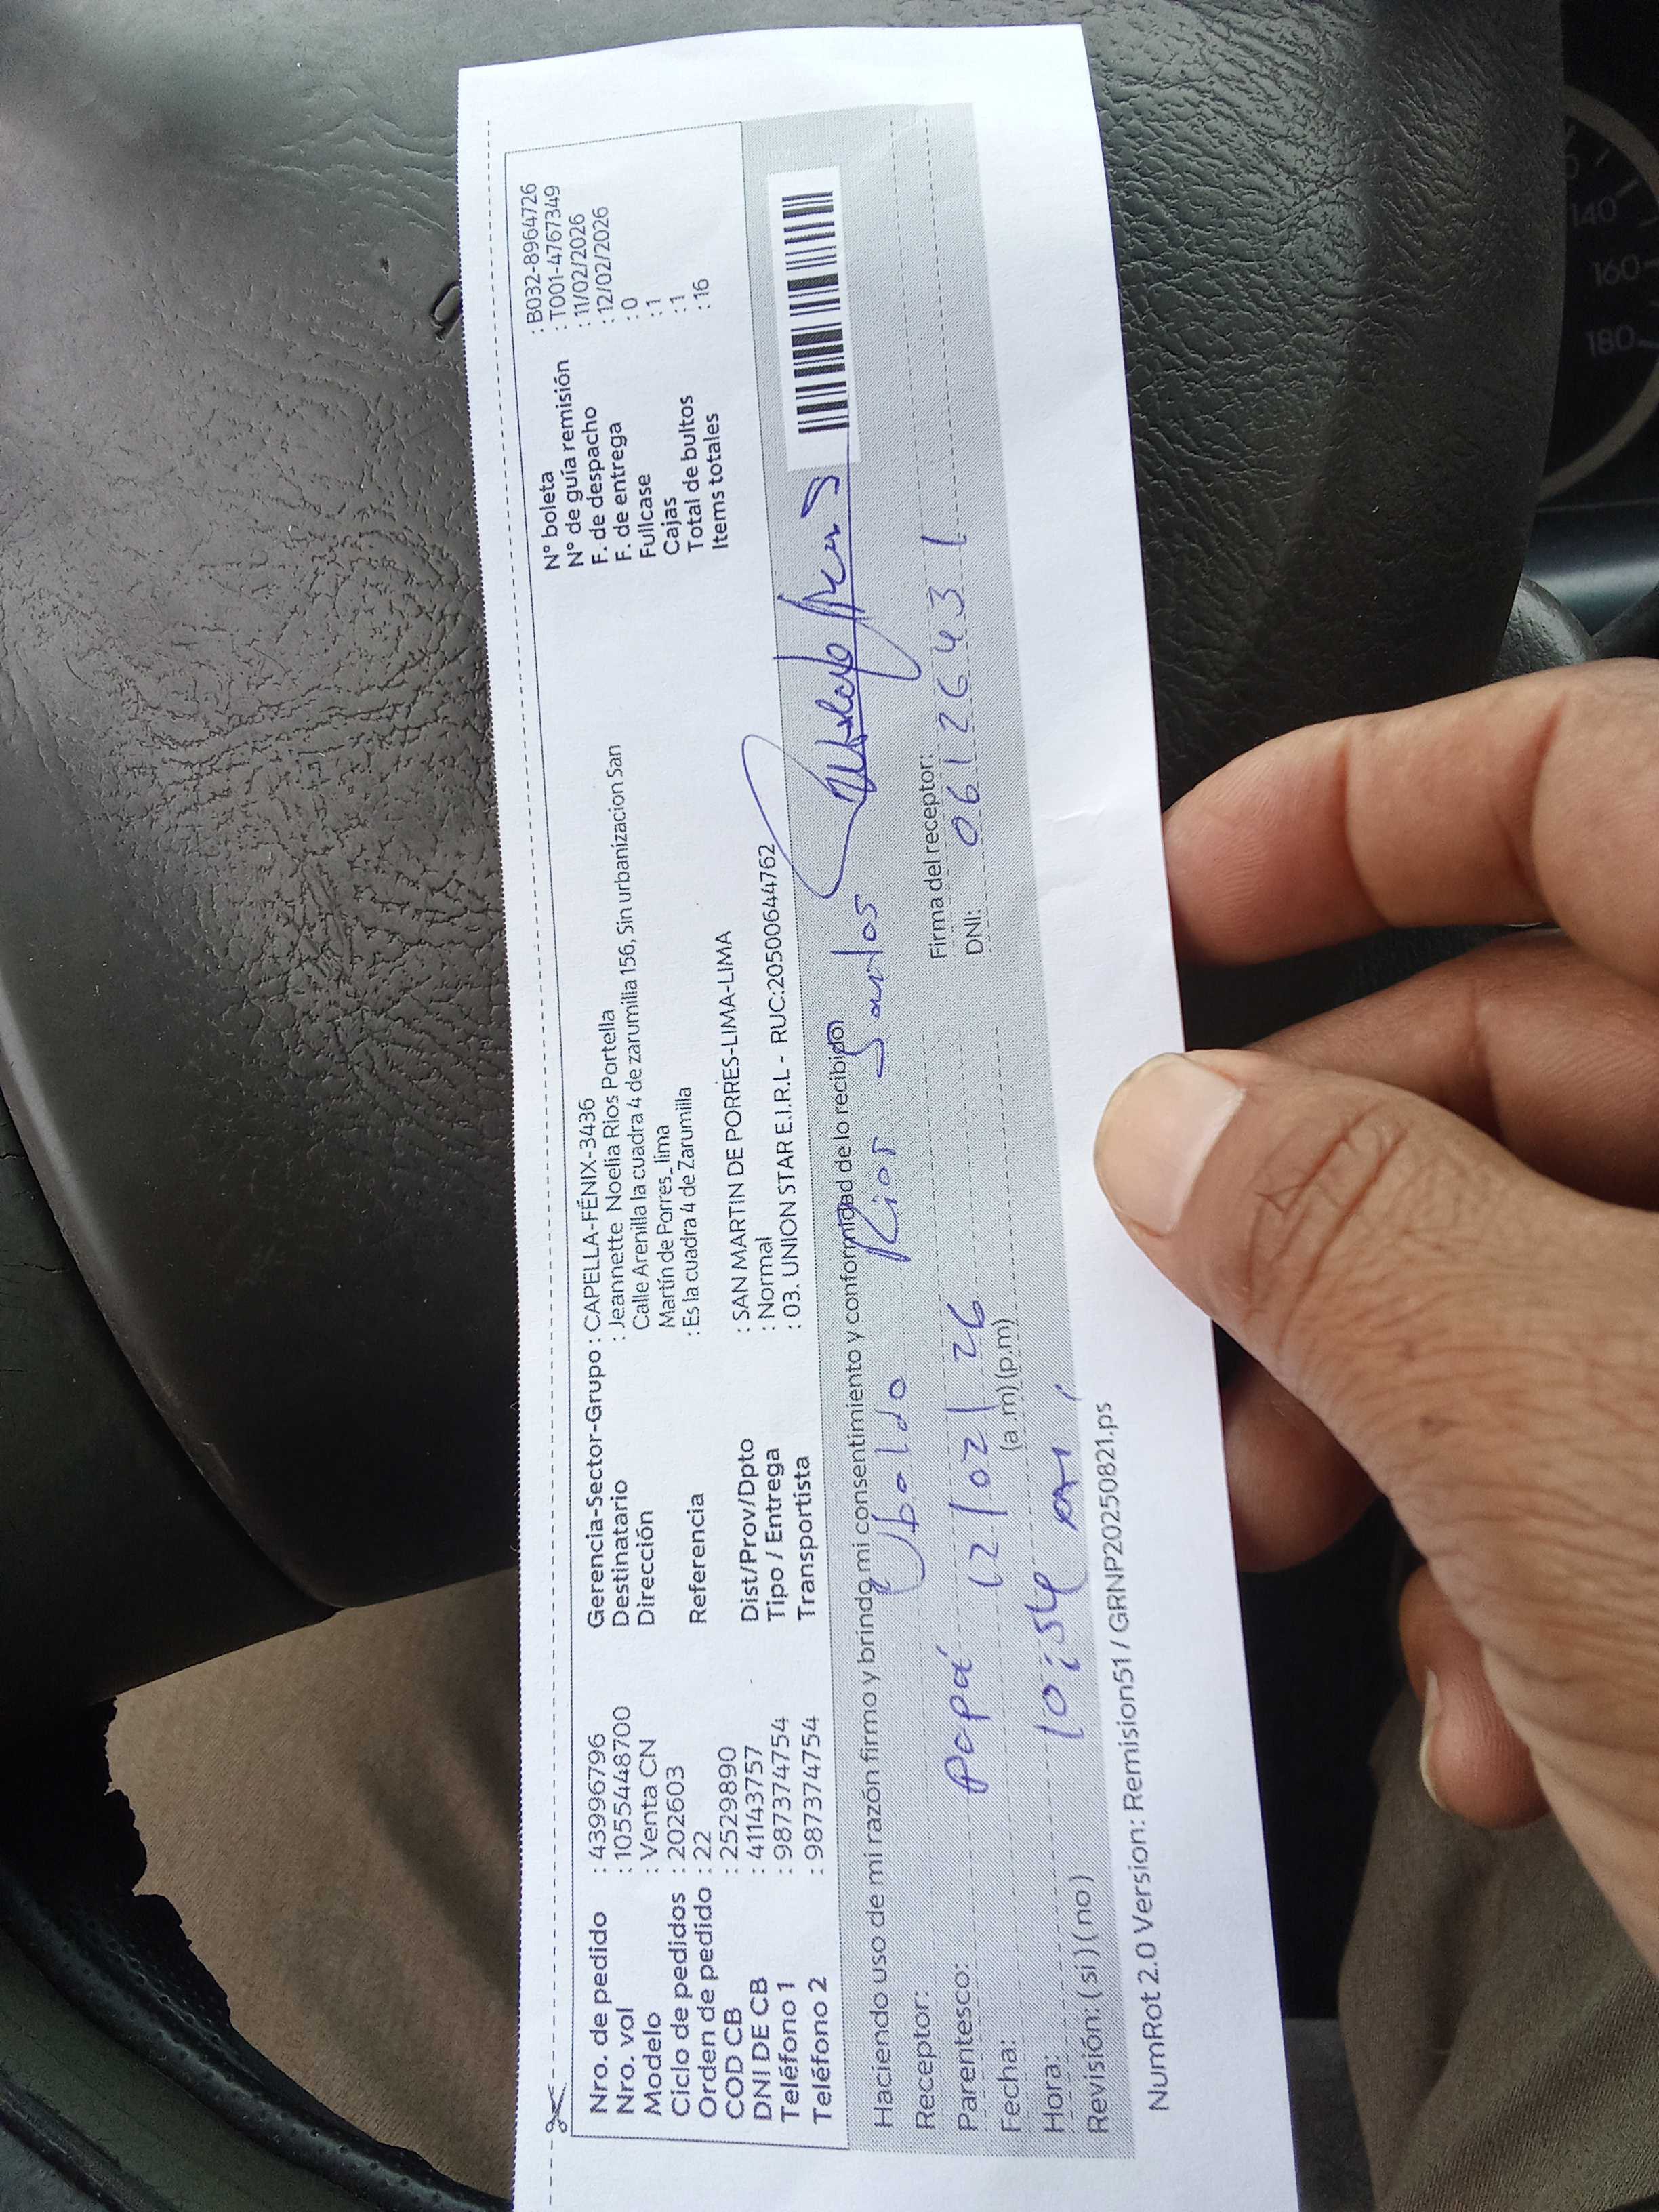 Nro. de pedido : 43996796
Nro. vol : 1055448700
Modelo : Venta CN
Ciclo de pedidos : 202603
Orden de pedido : 22
COD CB : 2529890
DNI DE CB : 41143757
Teléfono 1 : 987374754
Teléfono 2 : 987374754
Gerencia-Sector-Grupo : CAPELLA-FÉNIX-3436
Destinatario : Jeannette Noelia Rios Portella
Dirección Calle Arenilla la cuadra 4 de zarumilla 156, Sin urbanizacion San
Martin de Porres_lima
Referencia : Es la cuadra 4 de Zarumilla
Dist/Prov/Dpto : SAN MARTIN DE PORRES-LIMA-LIMA
Tipo / Entrega : Normal
Transportista : 03. UNION STAR E.I.R.L - RUC:20500644762
N° boleta : B032-8964726
N° de guía remisión : T001-4767349
F. de despacho : 11/02/2026
F. de entrega : 12/02/2026
Fullcase : 0
Cajas : 1
Total de bultos : 1
Items totales : 16
Haciendo uso de mi razón firmo y brindo mi consentimiento y conformidad de lo recibido
Receptor: Ubaldo Rios Santos
Parentesco: papá
Firma del receptor:
Fecha: 12/02/26
DNI: 06126431
Hora: 10:54 am (a.m) (p.m)
Revisión: ( si ) ( no )
NumRot 2.0 Version: Remision51 / GRNP20250821.ps
140
160
180